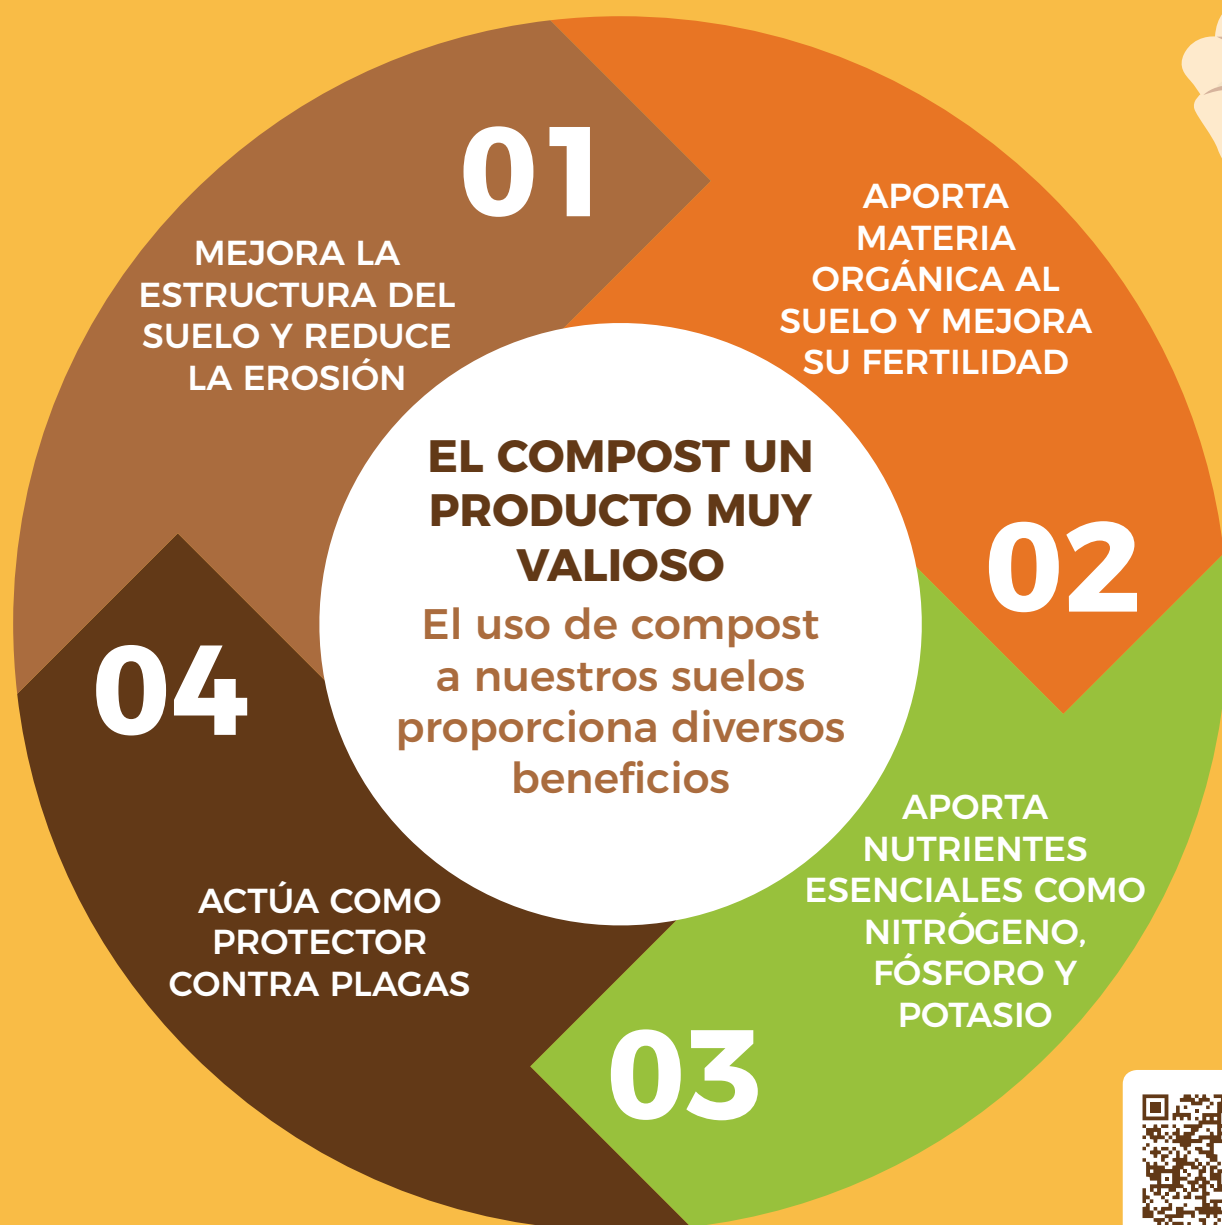 EL COMPOST UN
PRODUCTO MUY
VALIOSO
El uso de compost
a nuestros suelos
proporciona diversos
beneficios
01
MEJORA LA
ESTRUCTURA DEL
SUELO Y REDUCE
LA EROSIÓN
APORTA
MATERIA
ORGÁNICA AL
SUELO Y MEJORA
SU FERTILIDAD
02
APORTA
NUTRIENTES
ESENCIALES COMO
NITRÓGENO,
FÓSFORO Y
POTASIO
03
04
ACTÚA COMO
PROTECTOR
CONTRA PLAGAS